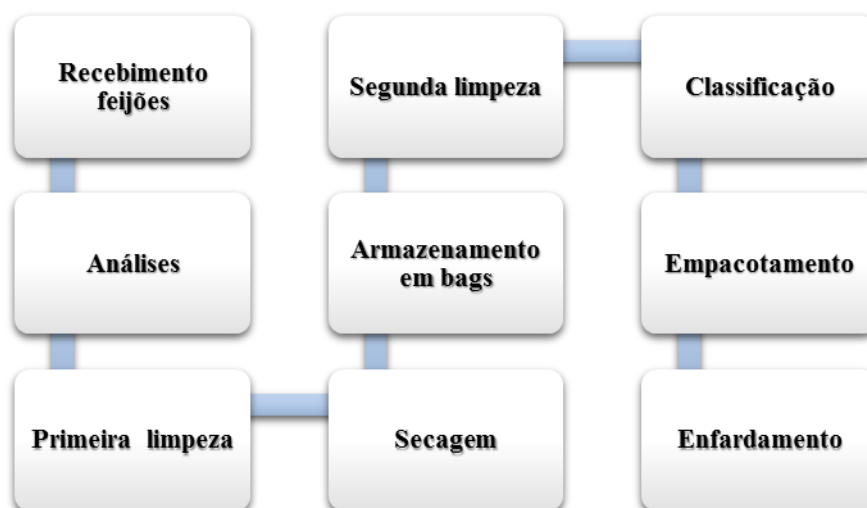 Recebimento
feijões
Análises
Primeira limpeza
Secagem
Armazenamento
em bags
Segunda limpeza
Classificação
Empacotamento
Enfardamento